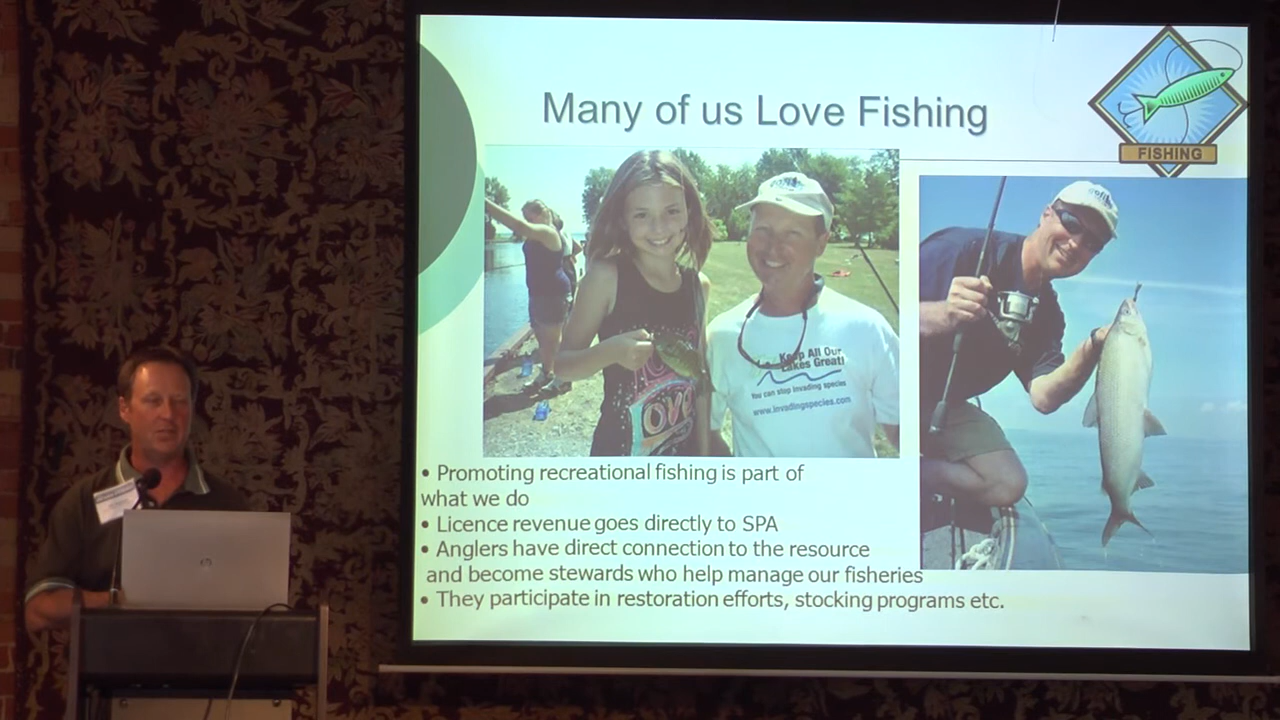 Many of us Love Fishing
FISHING
Keep All Our
Lakes Great!
You can stop invading species
www.invadingspecies.com
• Promoting recreational fishing is part of
what we do
• Licence revenue goes directly to SPA
• Anglers have direct connection to the resource
and become stewards who help manage our fisheries
• They participate in restoration efforts, stocking programs etc.
hp